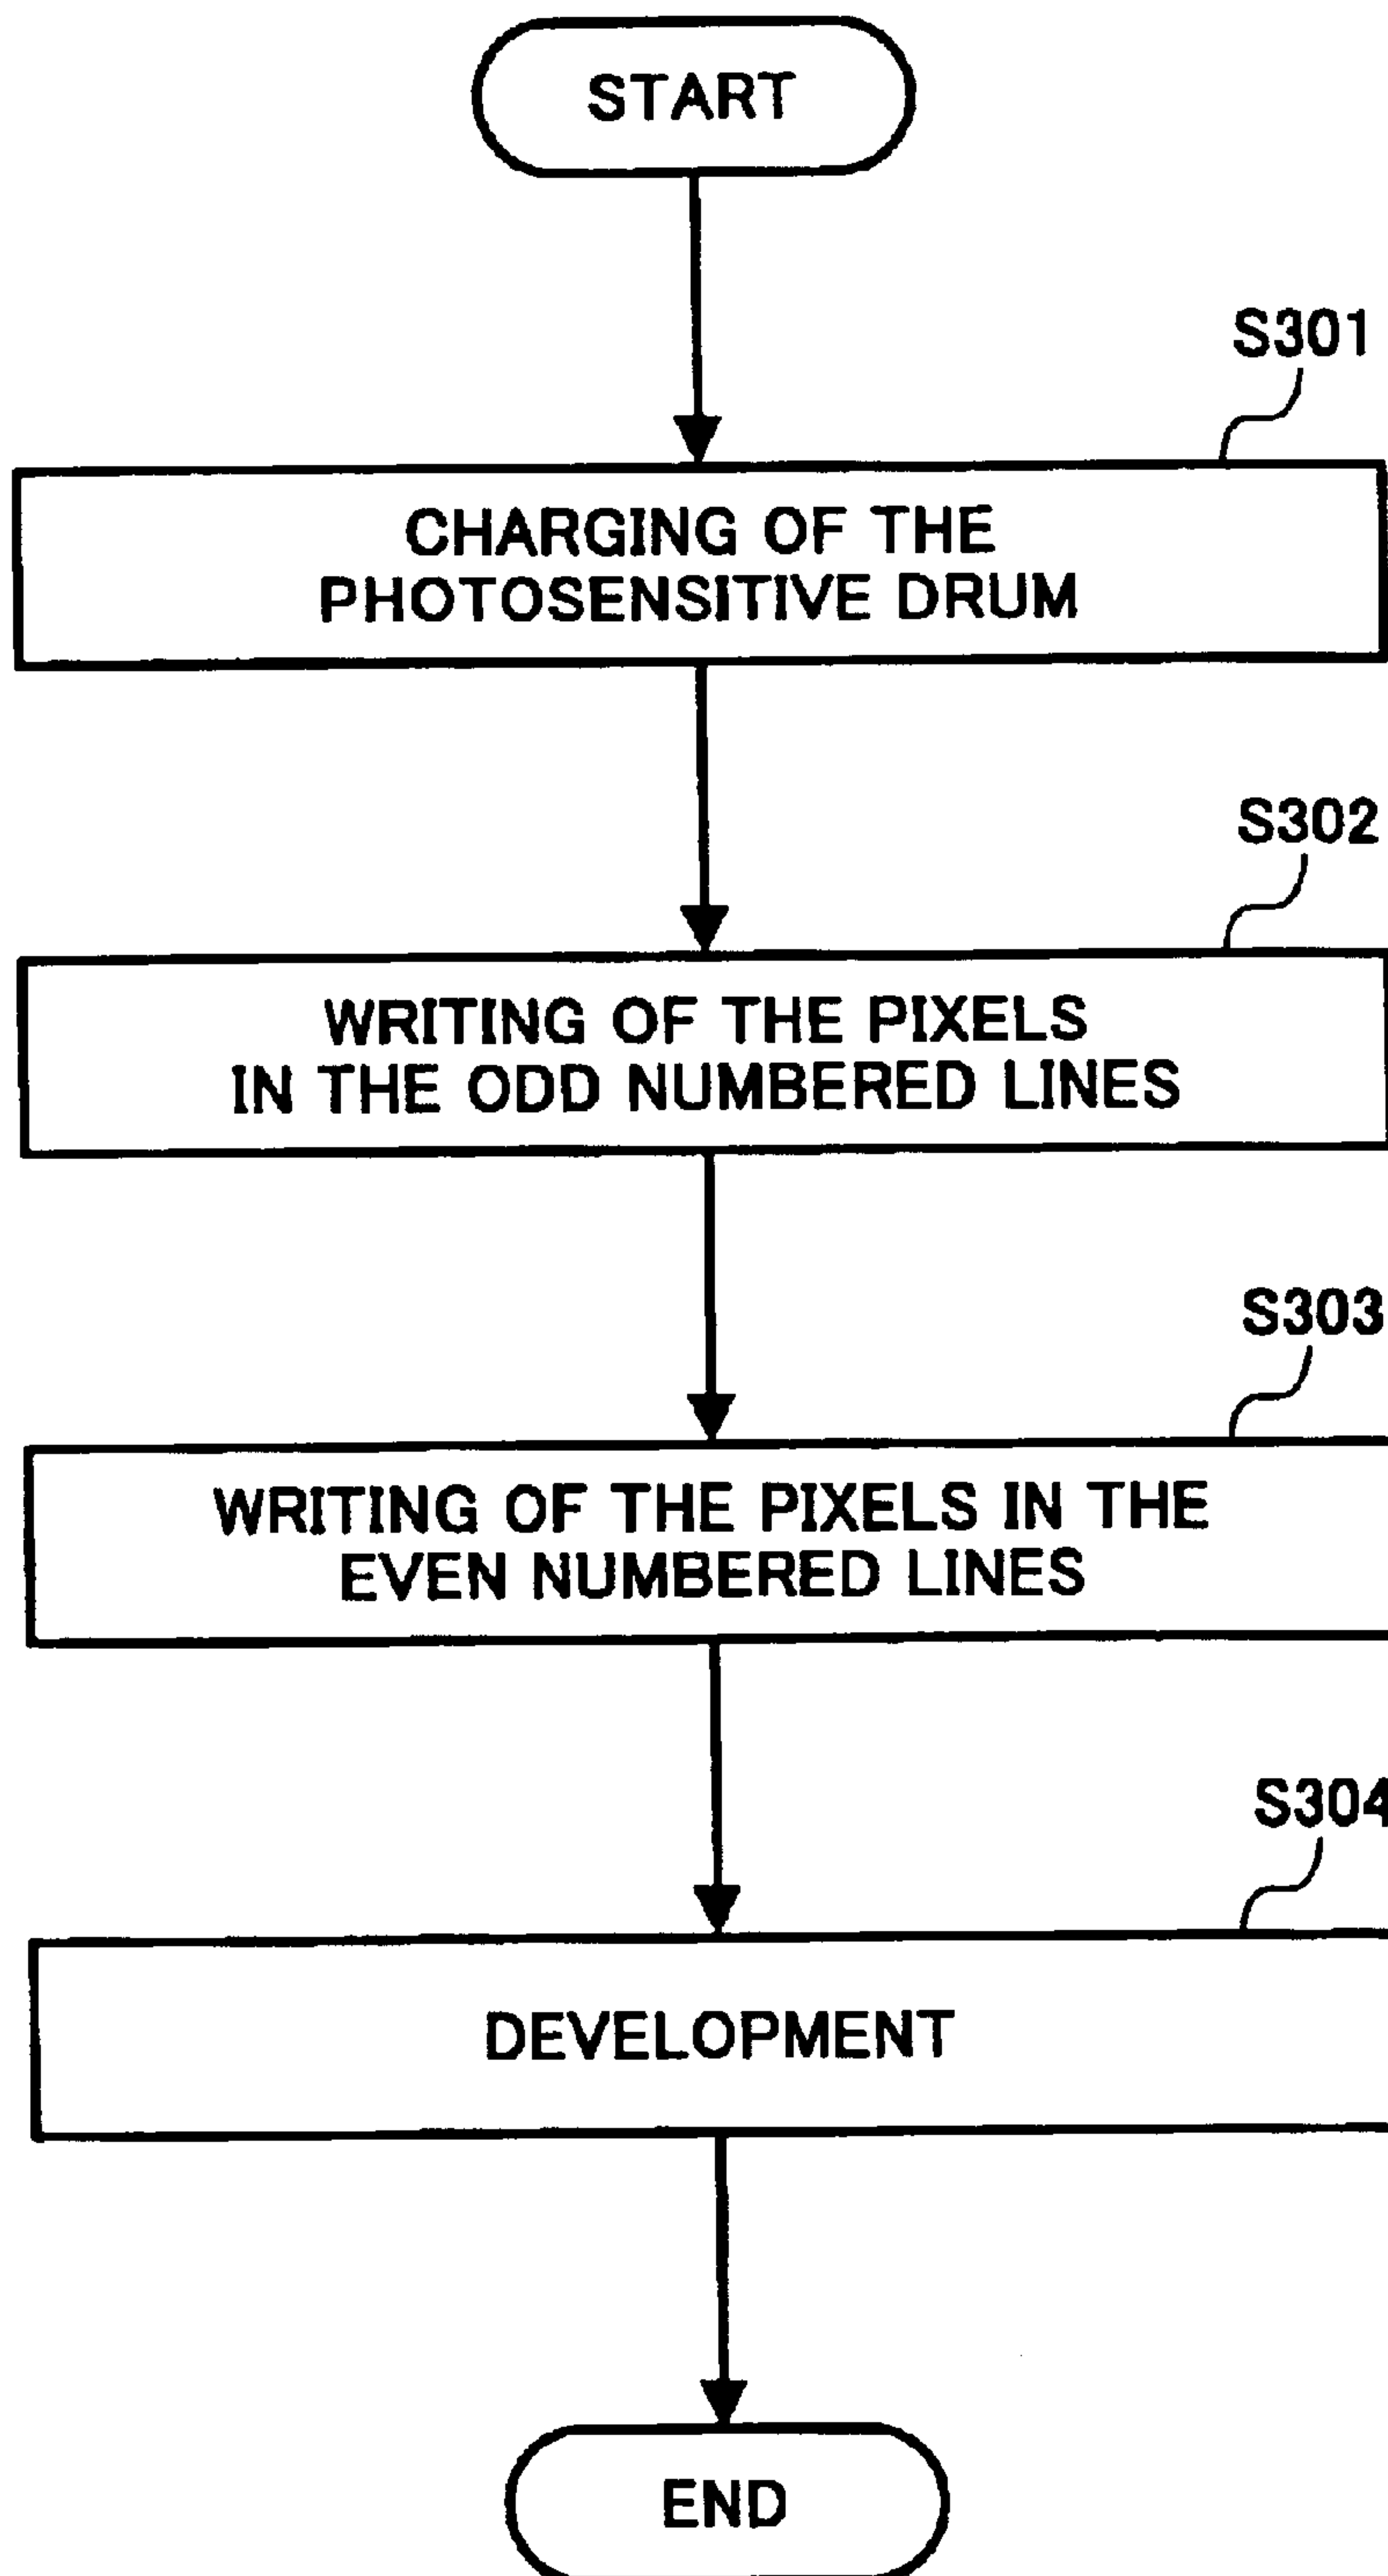 START
S301
CHARGING OF THE
PHOTOSENSITIVE DRUM
S302
WRITING OF THE PIXELS
IN THE ODD NUMBERED LINES
S303
WRITING OF THE PIXELS IN THE
EVEN NUMBERED LINES
S304
DEVELOPMENT
END